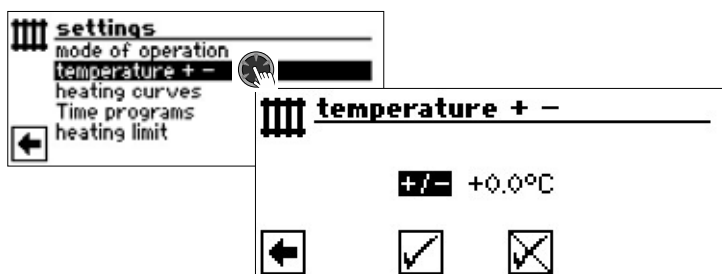 settings
mode of operation
temperature + -
heating curves
Time programs
heating limit
temperature + -
+/- +0.0°C